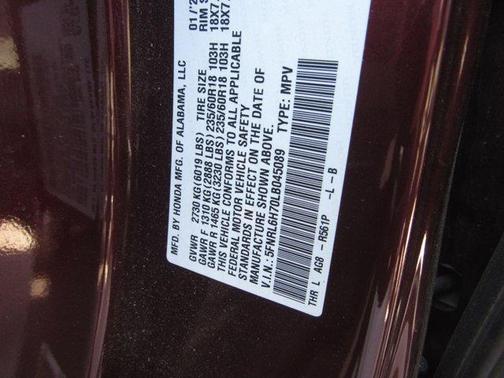 MFD. BY HONDA MFG. OF ALABAMA, LLC 01/'2
TIRE SIZE RIM S
GVWR 2730 KG(6019 LBS)
GAWR F 1310 KG(2888 LBS) 235/60R18 103H 18X7.
GAWR R 1465 KG(3230 LBS) 235/60R18 103H 18X7.
THIS VEHICLE CONFORMS TO ALL APPLICABLE
FEDERAL MOTOR VEHICLE SAFETY
STANDARDS IN EFFECT ON THE DATE OF
MANUFACTURE SHOWN ABOVE.
V.I.N.: 5FNRL6H70LB045089 TYPE: MPV
THR L AG8 - R561P -L-B